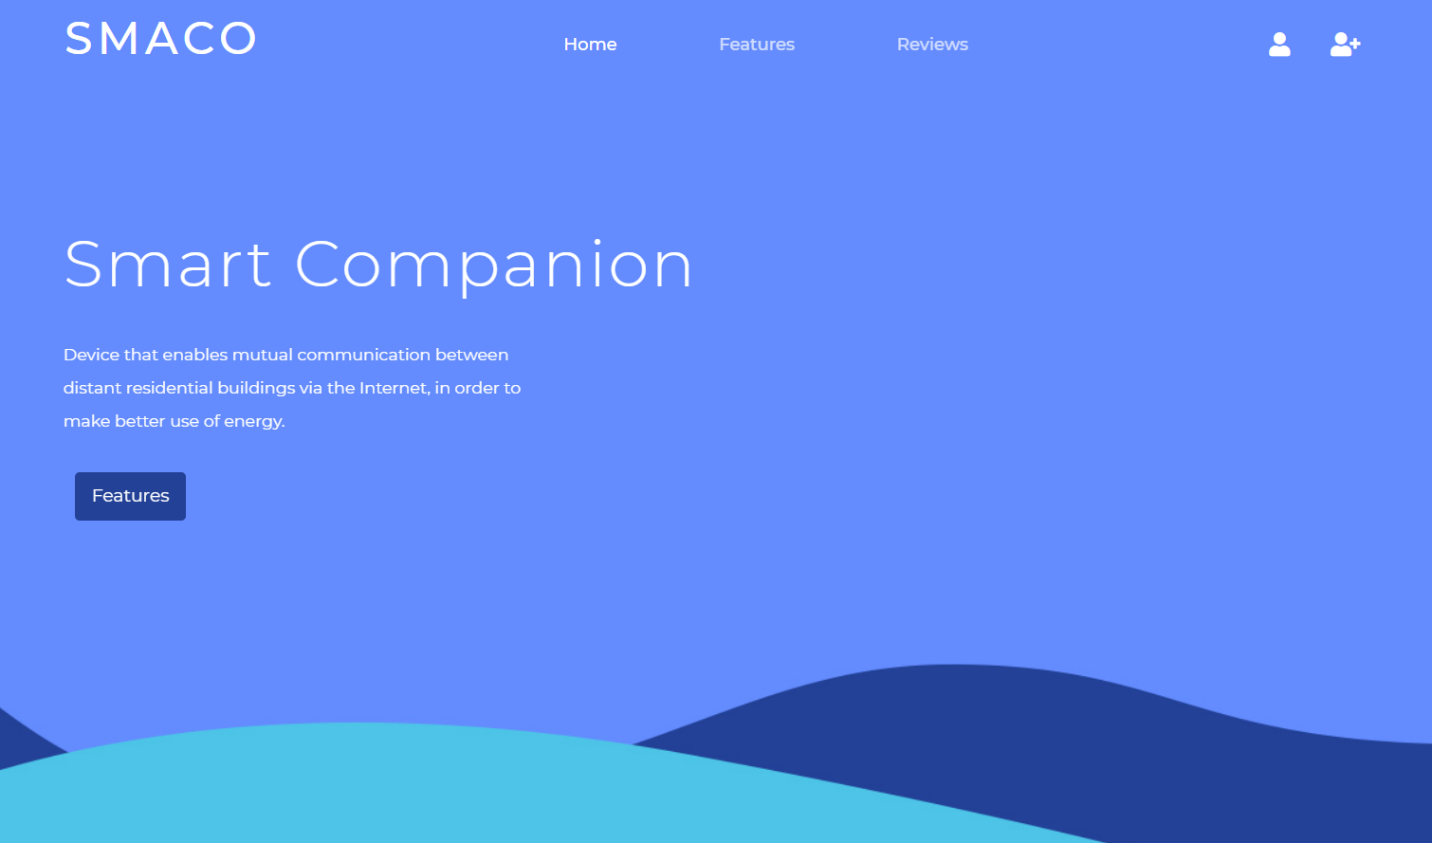 SMACO
Home
Features
Reviews
Smart Companion
Device that enables mutual communication between
distant residential buildings via the Internet, in order to
make better use of energy.
Features